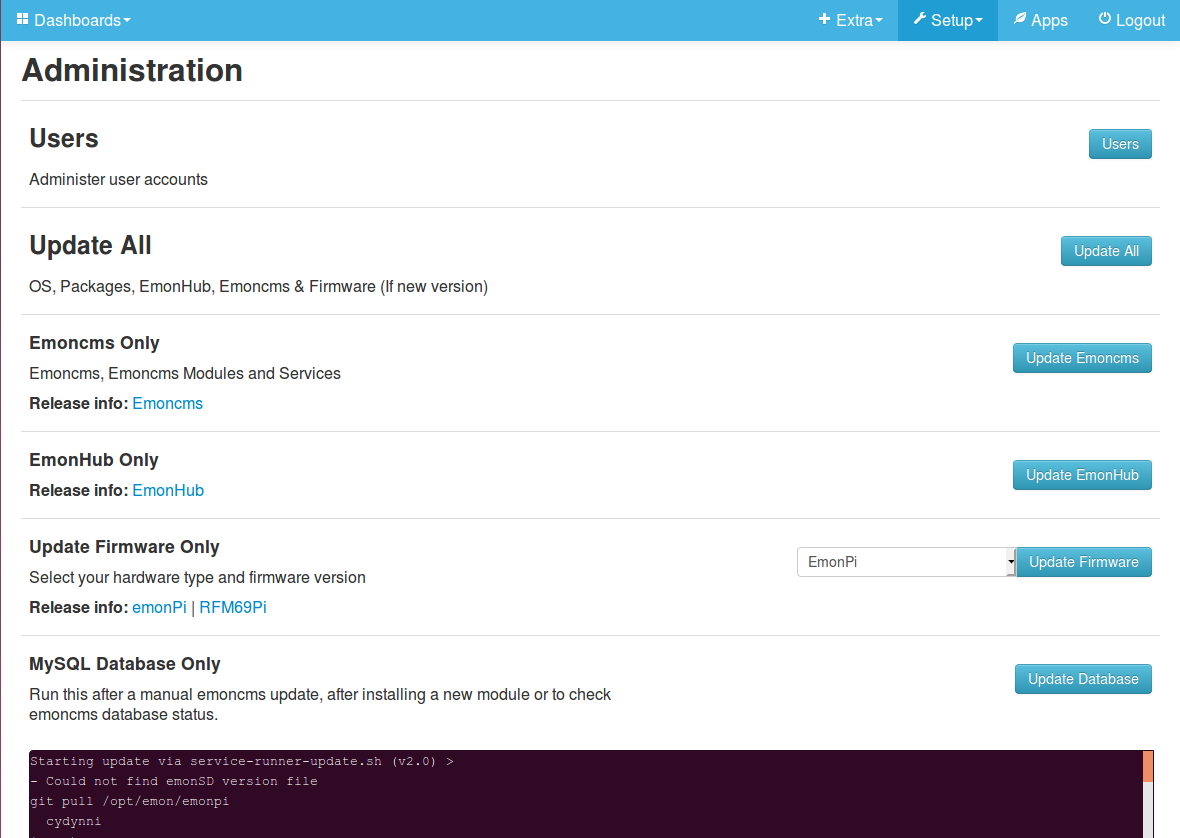 Dashboards
Extra
Setup
Apps
Logout
Administration
Users
Users
Administer user accounts
Update All
Update All
OS, Packages, EmonHub, Emoncms & Firmware (If new version)
Emoncms Only
Update Emoncms
Emoncms, Emoncms Modules and Services
Release info: Emoncms
EmonHub Only
Update EmonHub
Release info: EmonHub
Update Firmware Only
EmonPi
Update Firmware
Select your hardware type and firmware version
Release info: emonPi | RFM69Pi
MySQL Database Only
Update Database
Run this after a manual emoncms update, after installing a new module or to check
emoncms database status.
Starting update via service-runner-update.sh (v2.0) >
- Could not find emonSD version file
git pull /opt/emon/emonpi
cydynni